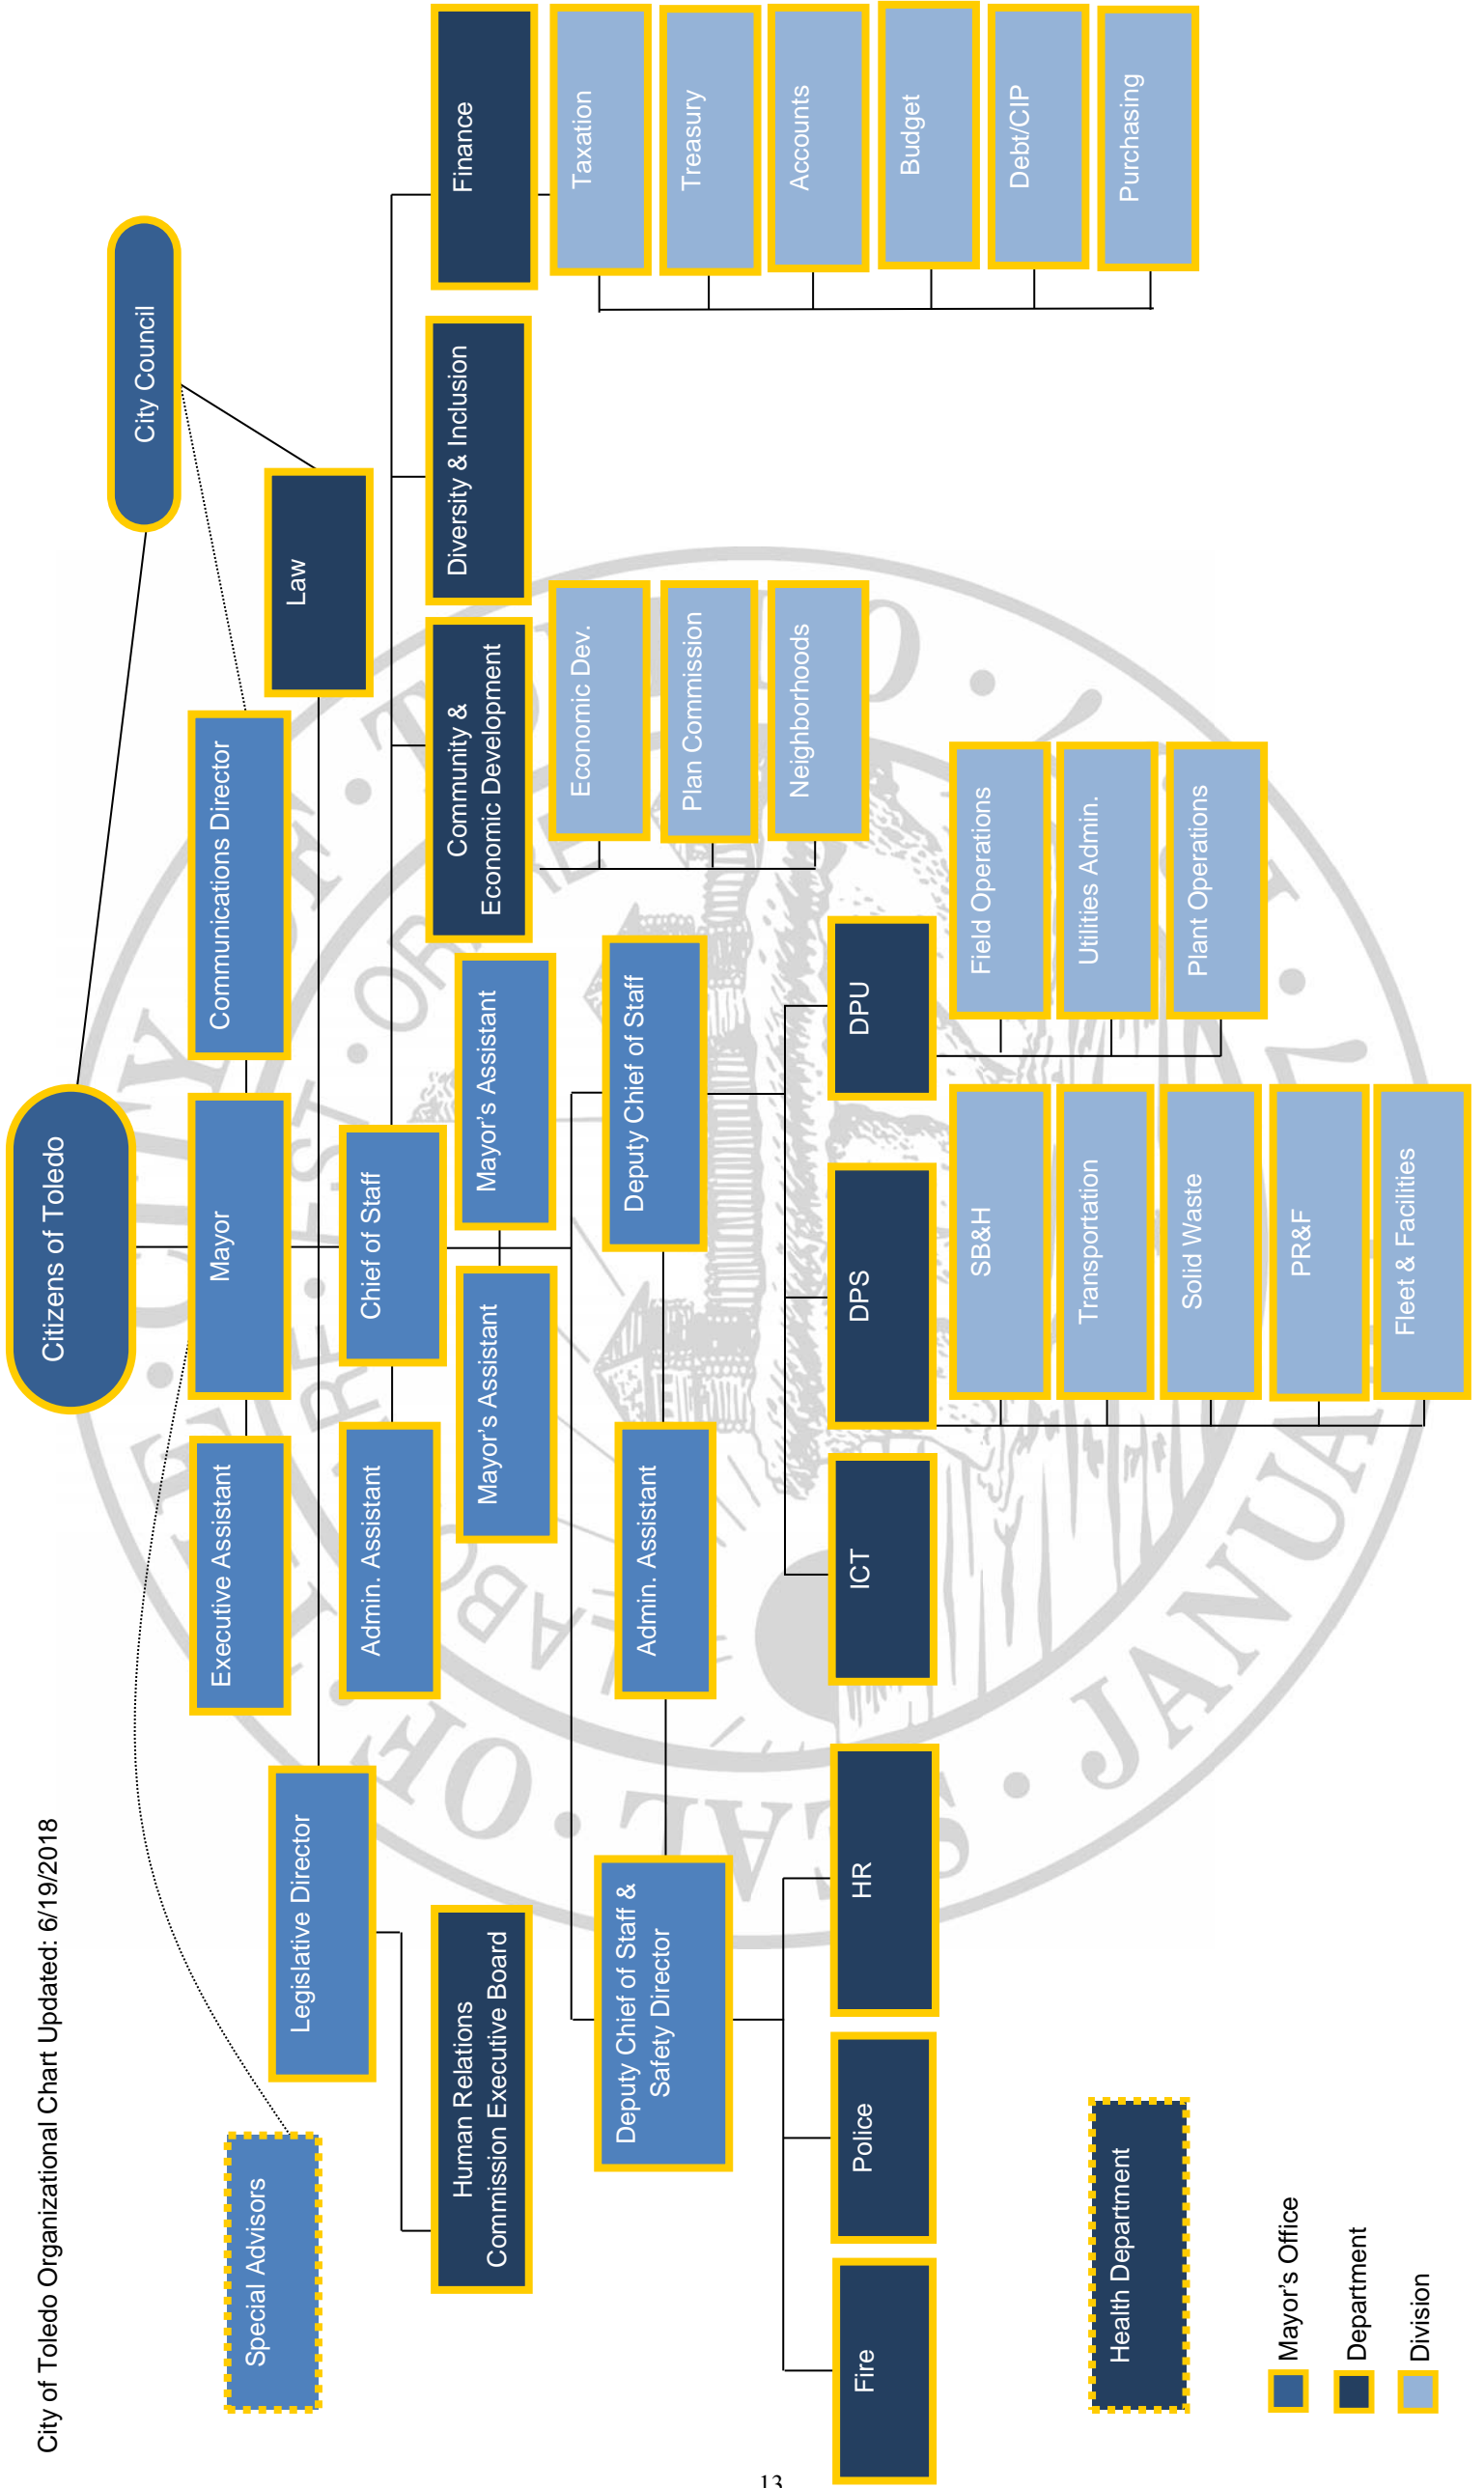 City of Toledo Organizational Chart Updated: 6/19/2018
Citizens of Toledo
City Council
Special Advisors
Executive Assistant
Mayor
Communications Director
Legislative Director
Law
Admin. Assistant
Chief of Staff
Human Relations
Commission Executive Board
Mayor's Assistant
Mayor's Assistant
Community &
Economic Development
Diversity & Inclusion
Finance
Economic Dev.
Plan Commission
Neighborhoods
Taxation
Treasury
Accounts
Budget
Debt/CIP
Purchasing
Deputy Chief of Staff &
Safety Director
Admin. Assistant
Deputy Chief of Staff
Fire
Police
HR
ICT
DPS
DPU
SB&H
Transportation
Solid Waste
PR&F
Fleet & Facilities
Field Operations
Utilities Admin.
Plant Operations
Health Department
Mayor's Office
Department
Division
13